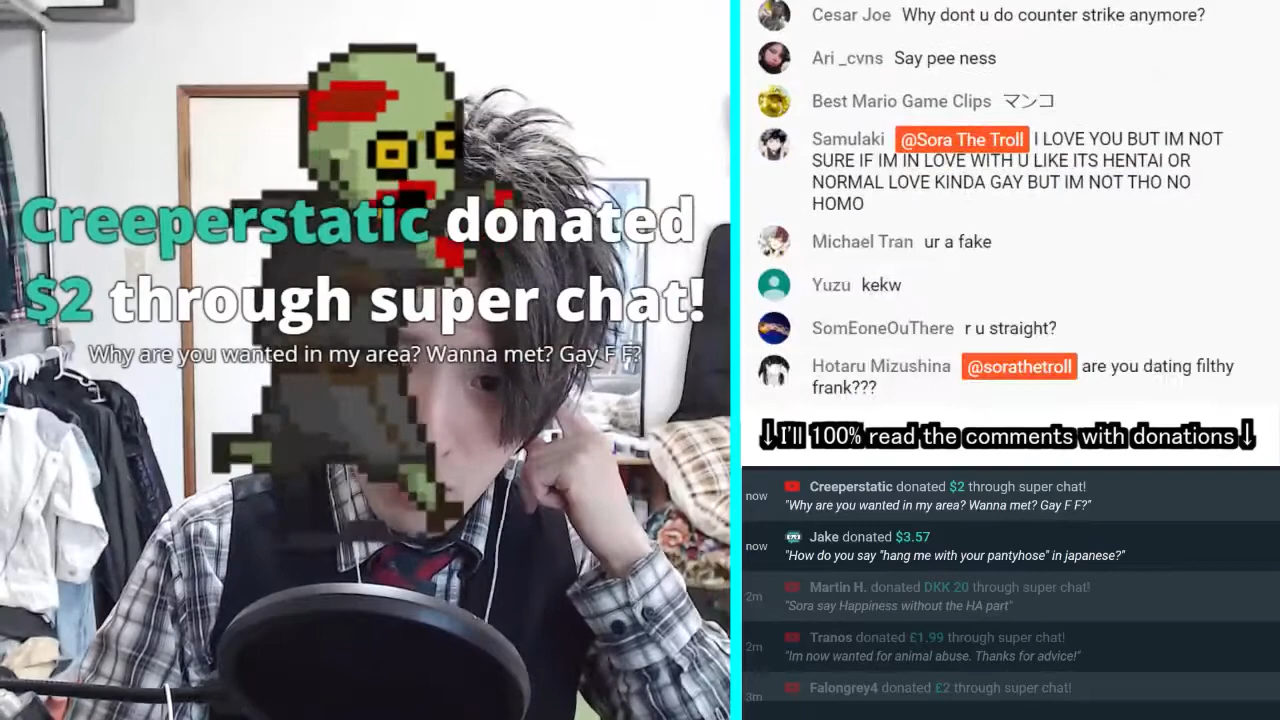 Creeperstatic donated
$2 through super chat!
Why are you wanted in my area? Wanna met? Gay F F?
Cesar Joe Why dont u do counter strike anymore?
Ari _cvns Say pee ness
Best Mario Game Clips マンコ
Samulaki @Sora The Troll I LOVE YOU BUT IM NOT
SURE IF IM IN LOVE WITH U LIKE ITS HENTAI OR
NORMAL LOVE KINDA GAY BUT IM NOT THO NO
HOMO
Michael Tran ur a fake
Yuzu kekw
SomEoneOuThere r u straight?
Hotaru Mizushina @sorathetroll are you dating filthy
frank???
↓I'll 100% read the comments with donations↓
now Creeperstatic donated $2 through super chat!
"Why are you wanted in my area? Wanna met? Gay F F?"
now Jake donated $3.57
"How do you say "hang me with your pantyhose" in japanese?"
2m Martin H. donated DKK 20 through super chat!
"Sora say Happiness without the HA part"
2m Tranos donated £1.99 through super chat!
"Im now wanted for animal abuse. Thanks for advice!"
3m Falongrey4 donated £2 through super chat!